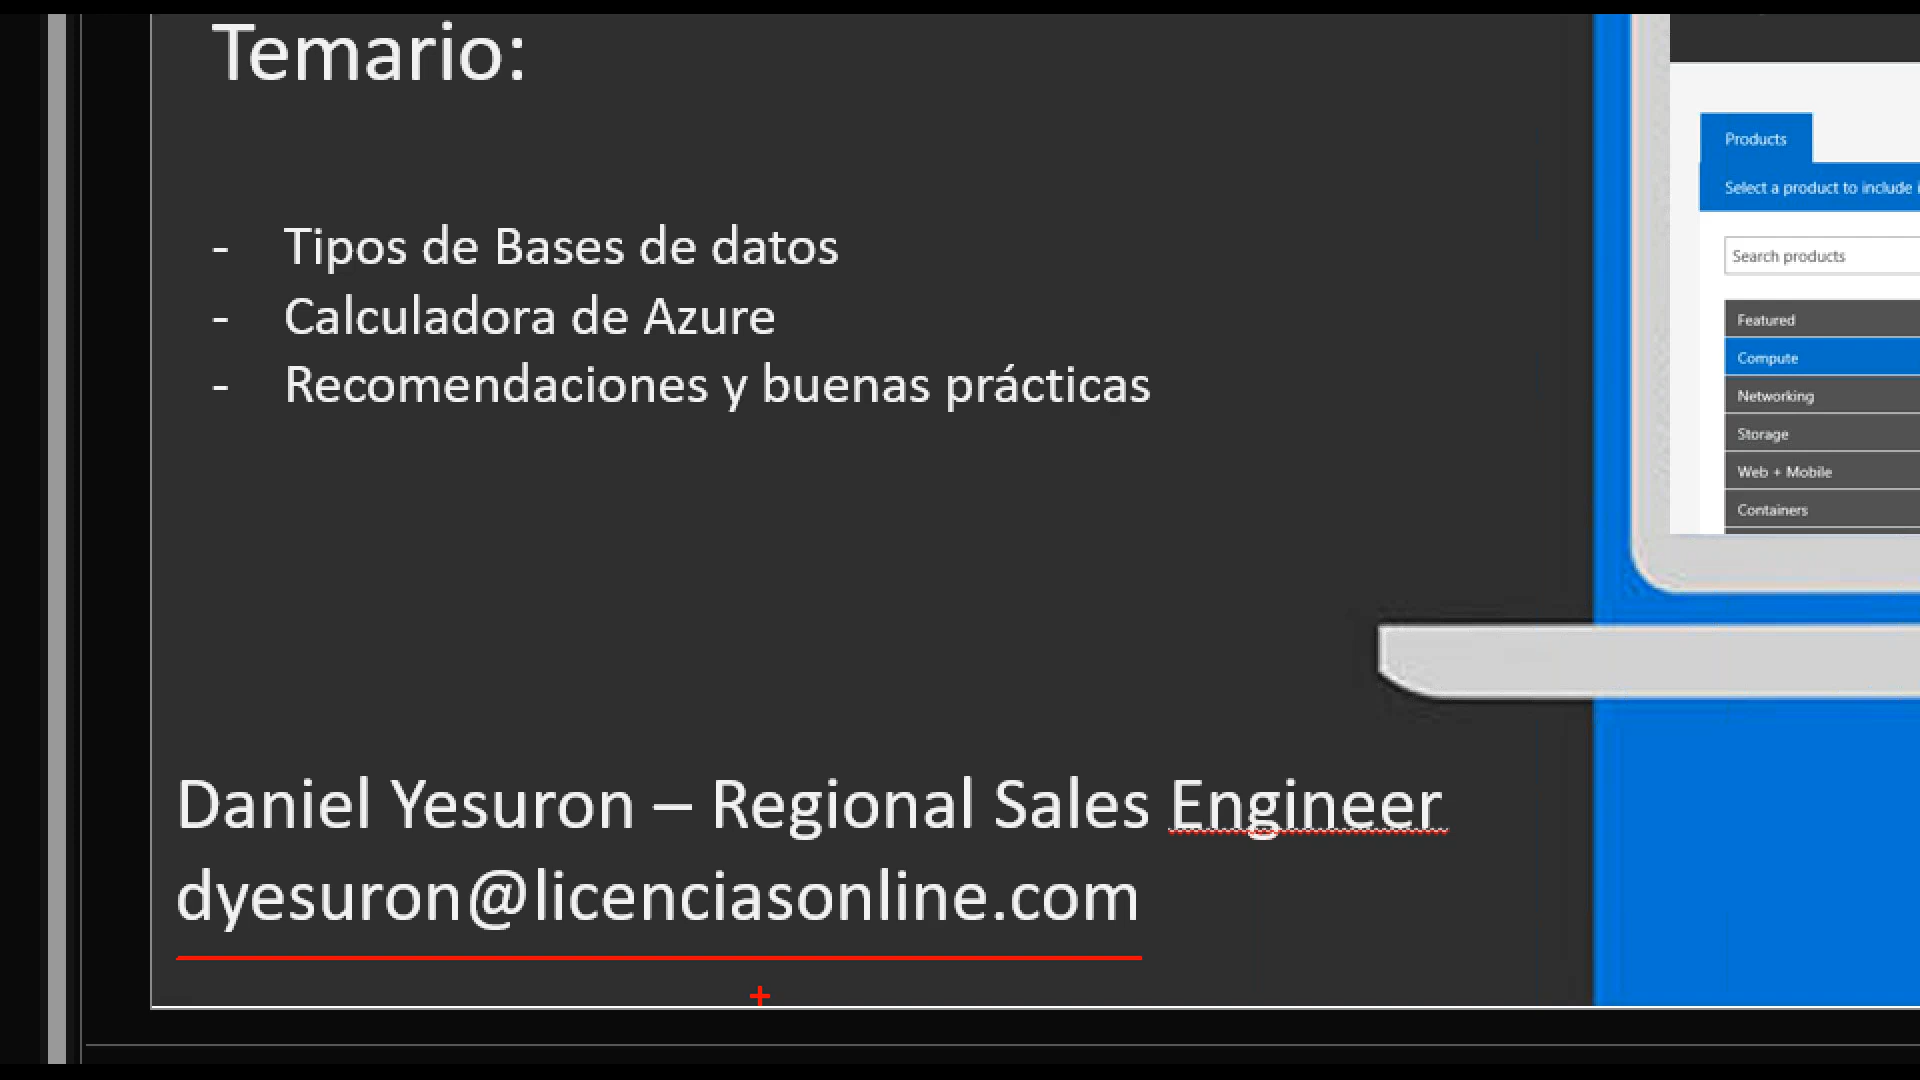 Temario:
- Tipos de Bases de datos
- Calculadora de Azure
- Recomendaciones y buenas prácticas
Daniel Yesuron – Regional Sales Engineer
dyesuron@licenciasonline.com
Products
Select a product to include
Search products
Featured
Compute
Networking
Storage
Web + Mobile
Containers